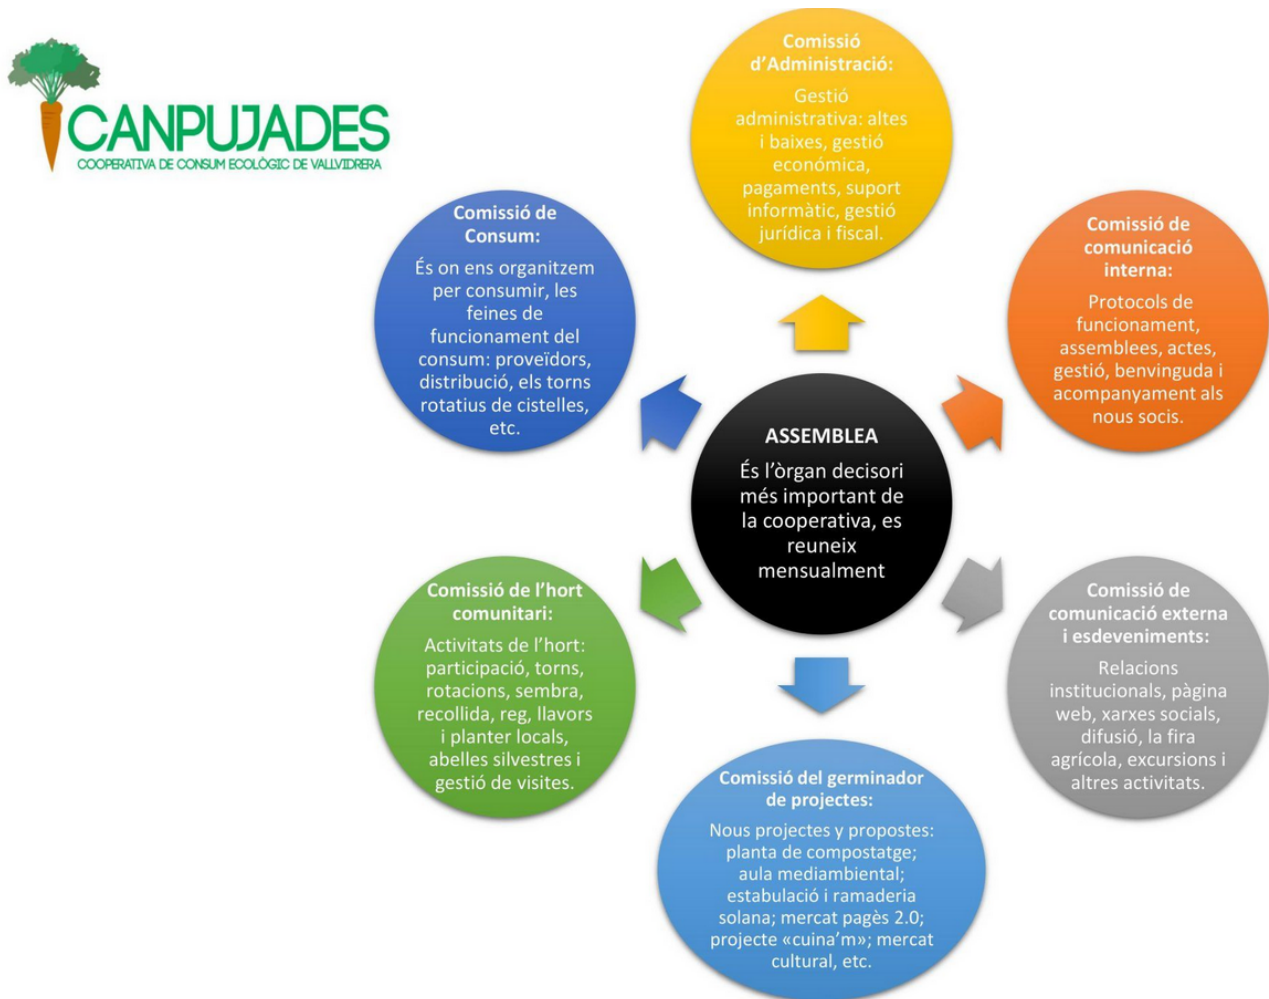 CANPUJADES
COOPERATIVA DE CONSUM ECOLÒGIC DE VALLVIDRERA
Comissió
d'Administració:
Gestió
administrativa: altes
i baixes, gestió
económica,
pagaments, suport
informàtic, gestió
jurídica i fiscal.
Comissió de
comunicació
interna:
Protocols de
funcionament,
assemblees, actes,
gestió, benvinguda i
acompanyament als
nous socis.
Comissió de
comunicació externa
i esdeveniments:
Relacions
institucionals, pàgina
web, xarxes socials,
difusió, la fira
agrícola, excursions i
altres activitats.
Comissió del germinador
de projectes:
Nous projectes y propostes:
planta de compostatge;
aula mediambiental;
estabulació i ramaderia
solana; mercat pagès 2.0;
projecte «cuina'm»; mercat
cultural, etc.
Comissió de l'hort
comunitari:
Activitats de l'hort:
participació, torns,
rotacions, sembra,
recollida, reg, llavors
i planter locals,
abelles silvestres i
gestió de visites.
Comissió de
Consum:
És on ens organitzem
per consumir, les
feines de
funcionament del
consum: proveïdors,
distribució, els torns
rotatius de cistelles,
etc.
ASSEMBLEA
És l'òrgan decisori
més important de
la cooperativa, es
reuneix
mensualment